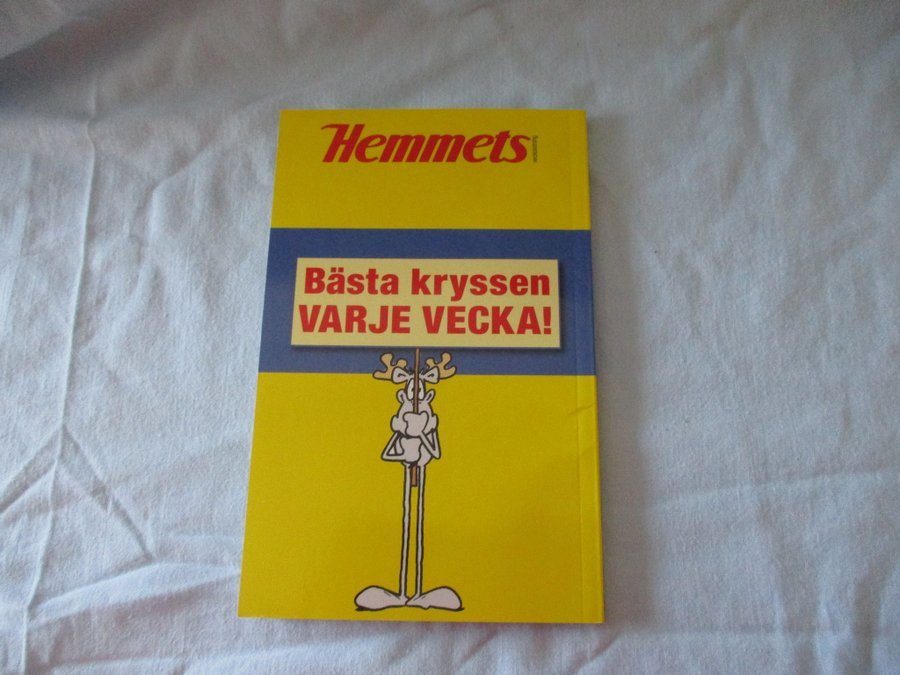 Hemmets
Bästa kryssen
VARJE VECKA!